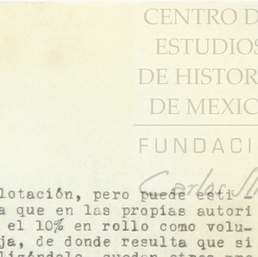 CENTRO D
ESTUDIOS
DE HISTOR
DE MEXIC
FUNDACI
Carlos
lotación, pero puede esti -
a que en las propias autori
el 10% en rollo como volu-
ja, de donde resulta que si